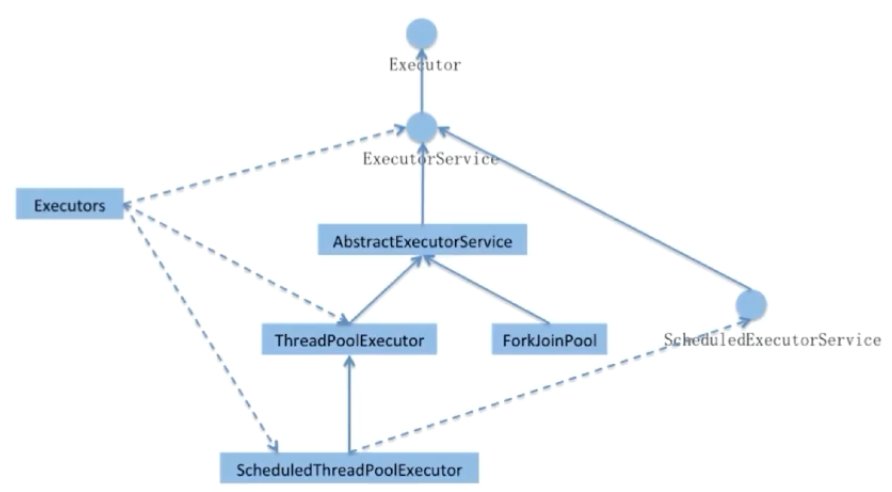 Executor
ExecutorService
Executors
AbstractExecutorService
ThreadPoolExecutor
ForkJoinPool
ScheduledExecutorService
ScheduledThreadPoolExecutor